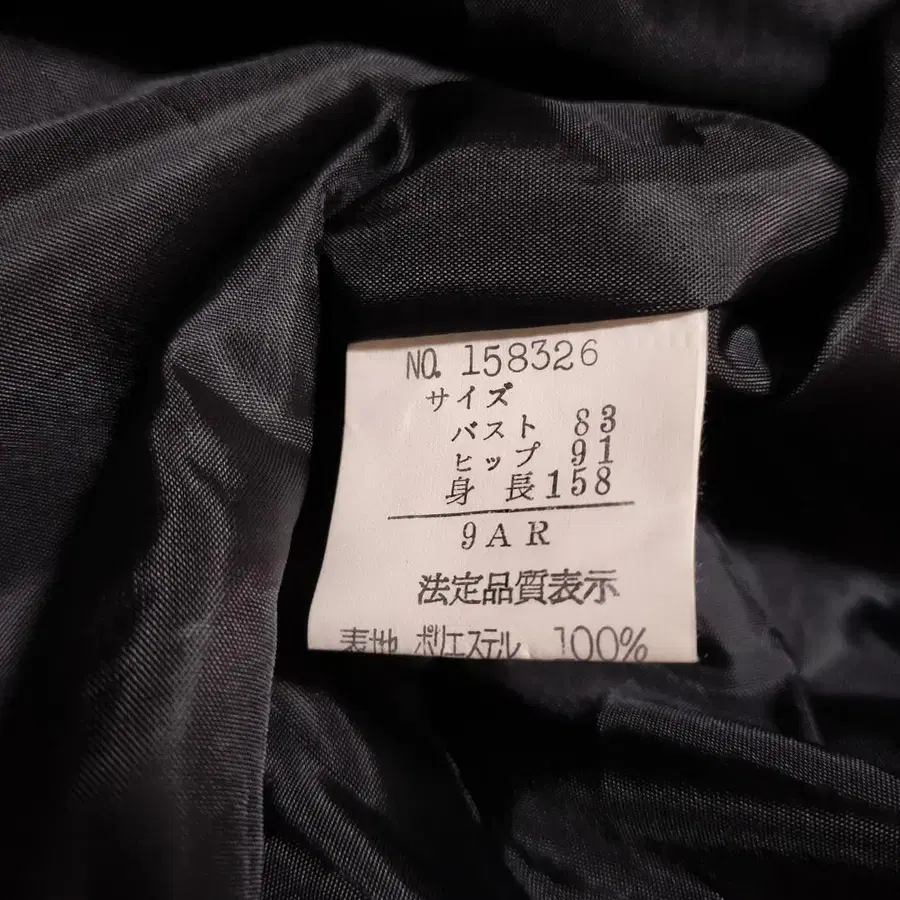 NO. 158326
サイズ
バスト 83
ヒップ 91
身長 158
9AR
法定品質表示
表地 ポリエステル 100%